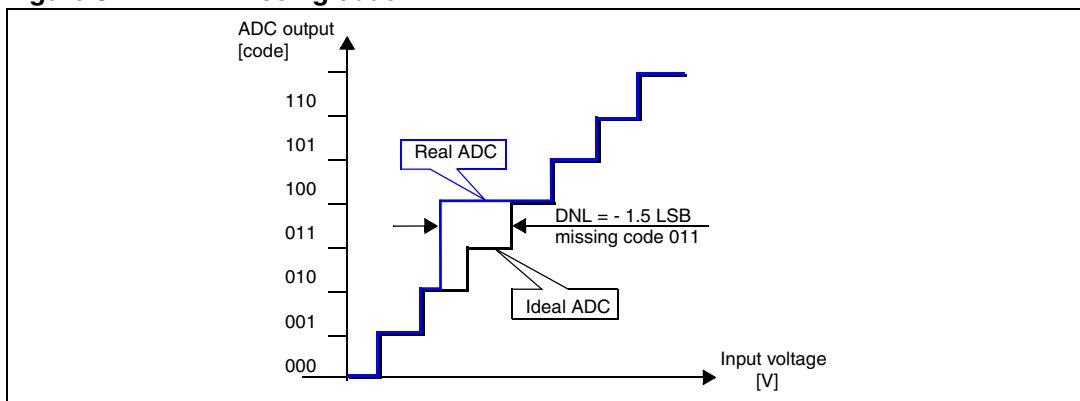 ADC output
[code]
110
101
Real ADC
100
DNL = - 1.5 LSB
missing code 011
011
010
Ideal ADC
001
000
Input voltage
[V]